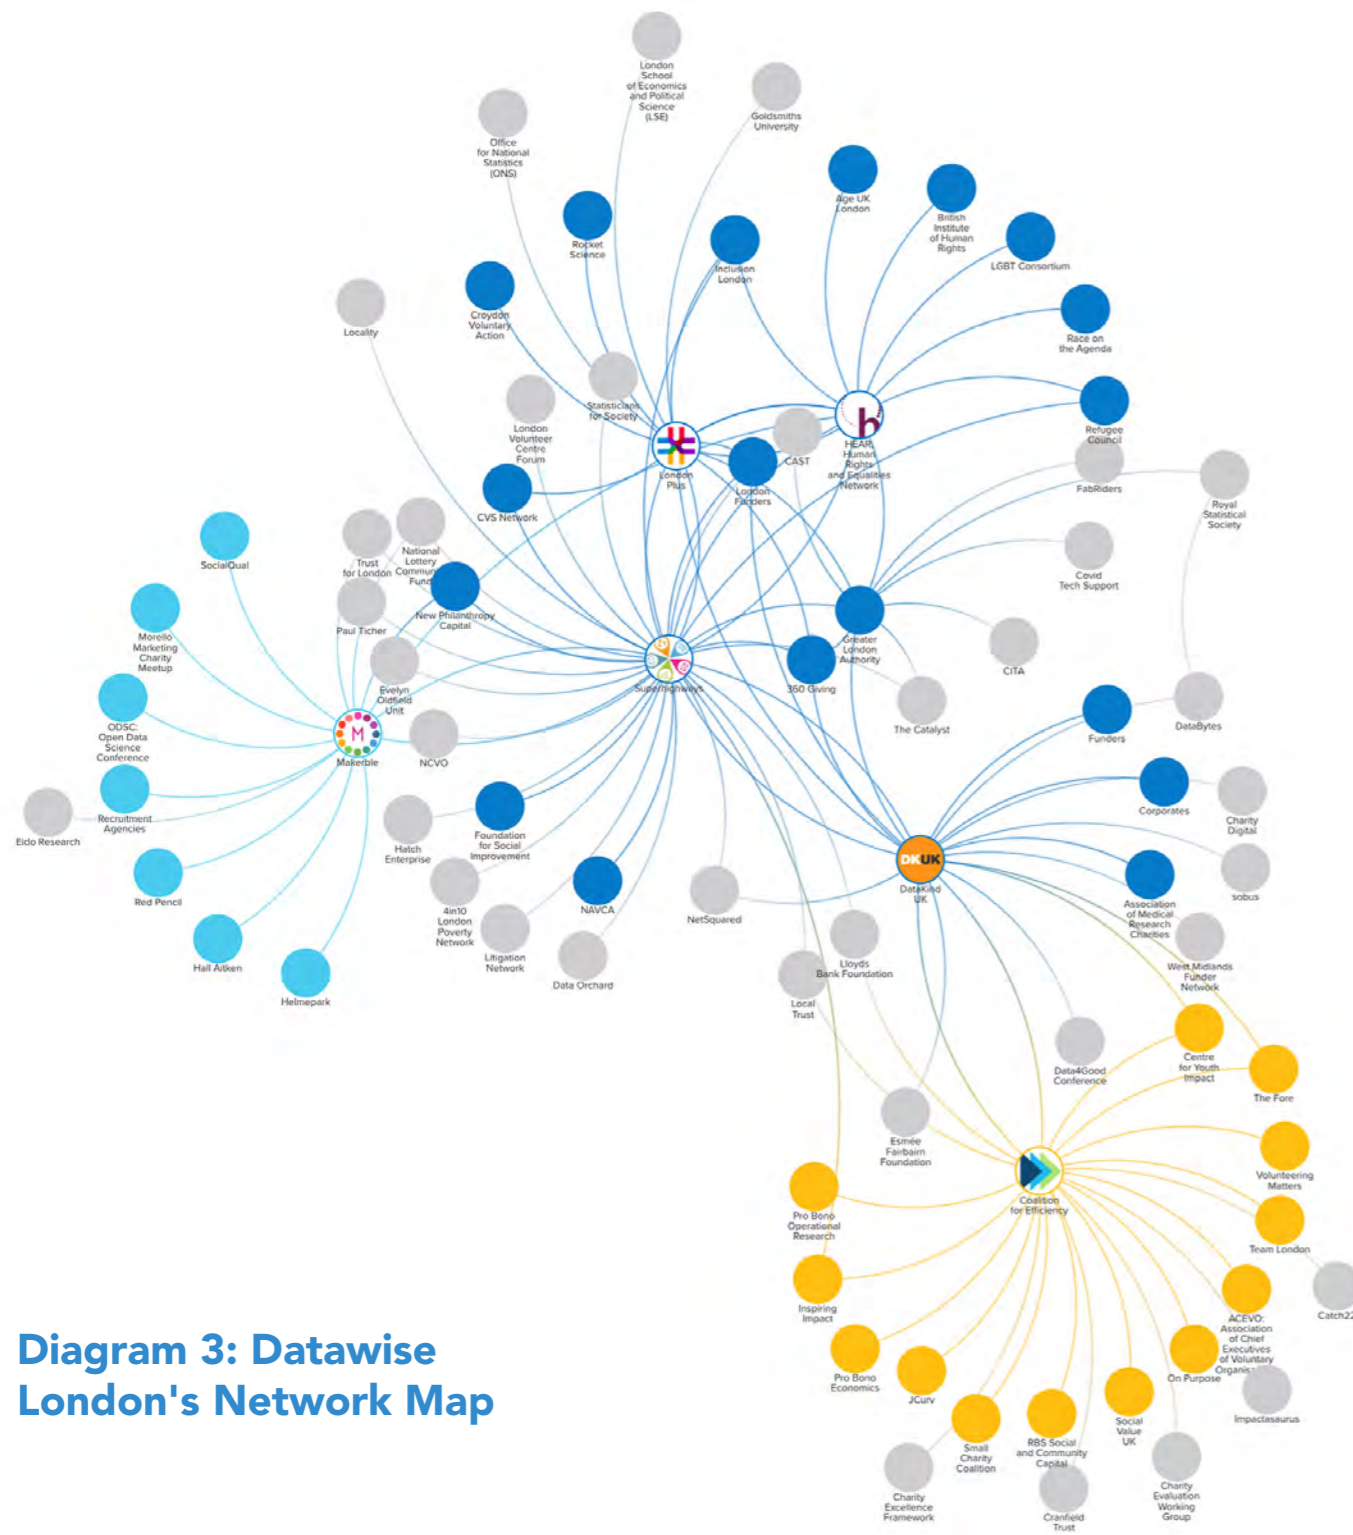 London
School
of Economics
and Political
Science
(LSE)
Goldsmiths
University
Office
for National
Statistics
(ONS)
Age UK
London
British
Institute
of Human
Rights
Rocket
Science
LGBT Consortium
Inclusion
London
Croydon
Voluntary
Action
Locality
Race on
the Agenda
Statisticians
for Society
London
Volunteer
Centre
Forum
Refugee
Council
h
HEAR
Human
Rights
and Equalities
Network
CAST
London
Plus
London
Funders
FabRiders
Royal
Statistical
Society
CVS Network
SocialQual
Trust
for London
National
Lottery
Fund
Covid
Tech Support
New Philanthropy
Capital
Paul Ticher
Morello
Marketing
Charity
Meetup
Greater
London
Authority
CITA
Superhighways
360 Giving
Evelyn
Oldfield
Unit
The Catalyst
DataBytes
Funders
ODSC:
Open Data
Science
Conference
M
Makerble
NCVO
Recruitment
Agencies
Eido Research
Hatch
Enterprise
Foundation
for Social
Improvement
Corporates
Charity
Digital
DKUK
DataKind
UK
sobus
Red Pencil
4in10
London
Poverty
Network
NAVCA
NetSquared
Association
of Medical
Research
Charities
Litigation
Network
Data Orchard
Hall Aitken
Helmepark
Lloyds
Bank Foundation
Local
Trust
West Midlands
Funder
Network
Data4Good
Conference
Centre
for Youth
Impact
The Fore
Esmée
Fairbairn
Foundation
Volunteering
Matters
Coalition
for Efficiency
Pro Bono
Operational
Research
Team London
Inspiring
Impact
Catch22
ACEVO:
Association
of Chief
Executives
of Voluntary
Pro Bono
Economics
JCurv
On Purpose
Impactasaurus
Small
Charity
Coalition
RBS Social
and Community
Capital
Social
Value
UK
Charity
Excellence
Framework
Cranfield
Trust
Charity
Evaluation
Working
Group
Diagram 3: Datawise
London's Network Map